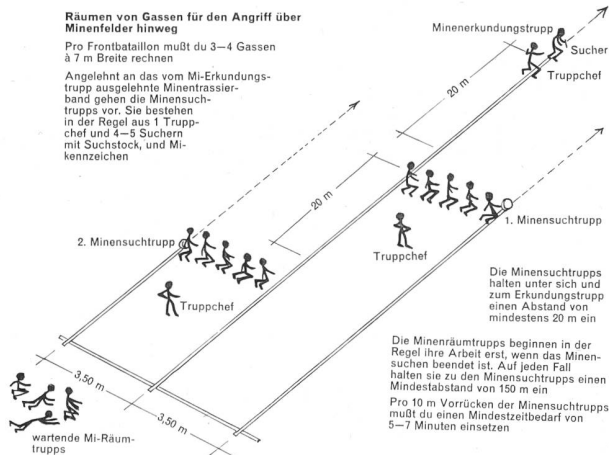 Räumen von Gassen für den Angriff über
Minenfelder hinweg
Pro Frontbataillon mußt du 3—4 Gassen
à 7 m Breite rechnen
Angelehnt an das vom Mi-Erkundungs-
trupp ausgelehnte Minentrassier-
band gehen die Minensuch-
trupps vor. Sie bestehen
in der Regel aus 1 Trupp-
chef und 4—5 Suchern
mit Suchstock, und Mi-
kennzeichen
Minenerkundungstrupp
Sucher
Truppchef
20 m
20 m
1. Minensuchtrupp
Truppchef
2. Minensuchtrupp
Truppchef
Die Minensuchtrupps
halten unter sich und
zum Erkundungstrupp
einen Abstand von
mindestens 20 m ein
Die Minenräumtrupps beginnen in der
Regel ihre Arbeit erst, wenn das Minen-
suchen beendet ist. Auf jeden Fall
halten sie zu den Minensuchtrupps einen
Mindestabstand von 150 m ein
Pro 10 m Vorrücken der Minensuchtrupps
mußt du einen Mindestzeitbedarf von
5—7 Minuten einsetzen
3,50 m
3,50 m
wartende Mi-Räum-
trupps